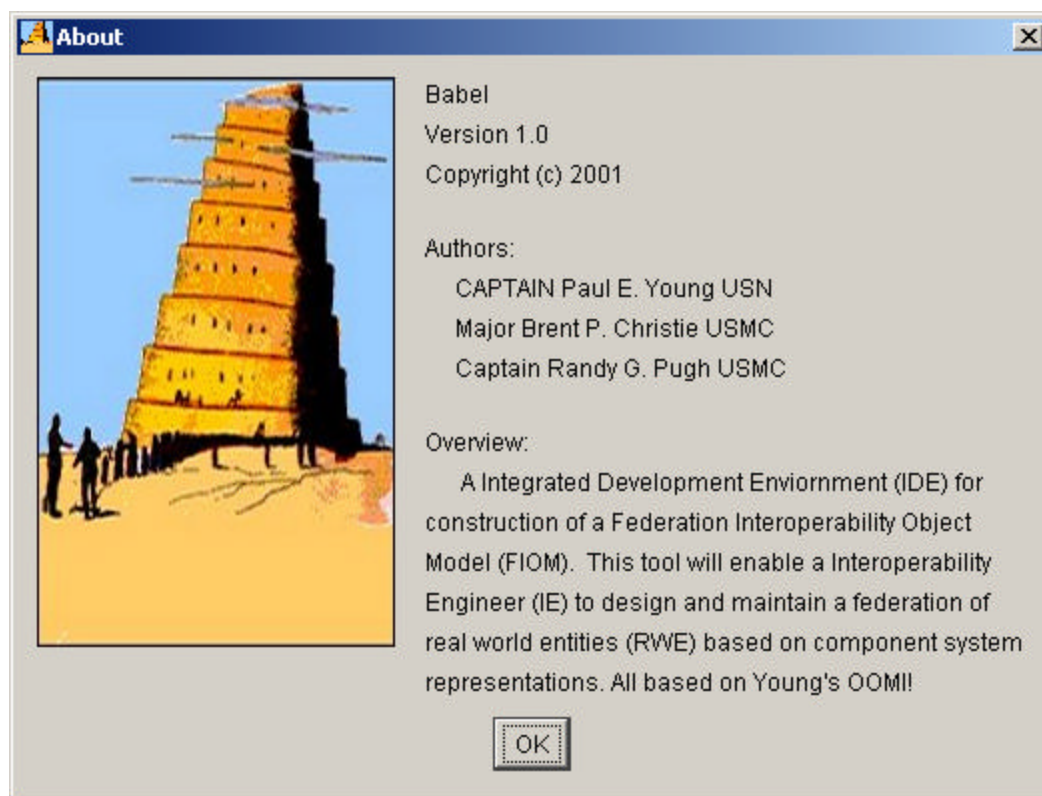 About
Babel
Version 1.0
Copyright (c) 2001
Authors:
CAPTAIN Paul E. Young USN
Major Brent P. Christie USMC
Captain Randy G. Pugh USMC
Overview:
A Integrated Development Enviornment (IDE) for
construction of a Federation Interoperability Object
Model (FIOM).  This tool will enable a Interoperability
Engineer (IE) to design and maintain a federation of
real world entities (RWE) based on component system
representations. All based on Young's OOMI!
OK